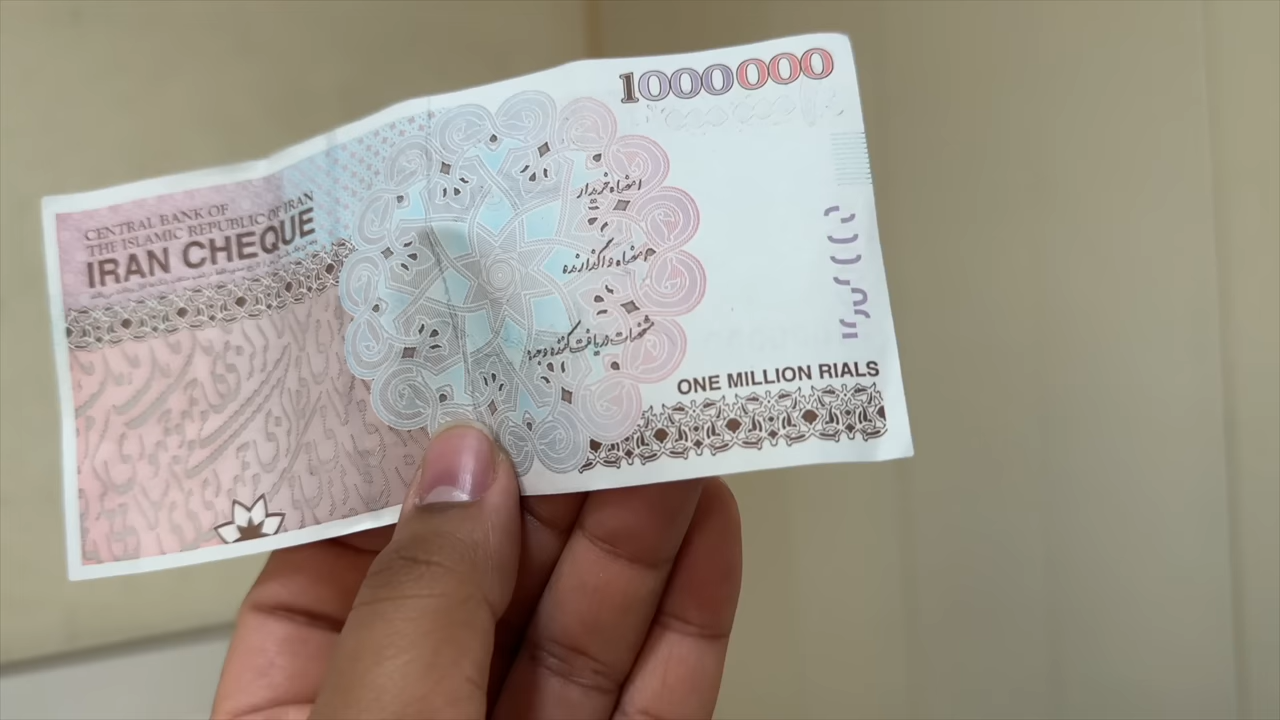 1000000
CENTRAL BANK OF
THE ISLAMIC REPUBLIC OF IRAN
IRAN CHEQUE
امضاء خریدار
امضاء واگذارنده
مشخصات دریافت کننده وجه:
ONE MILLION RIALS